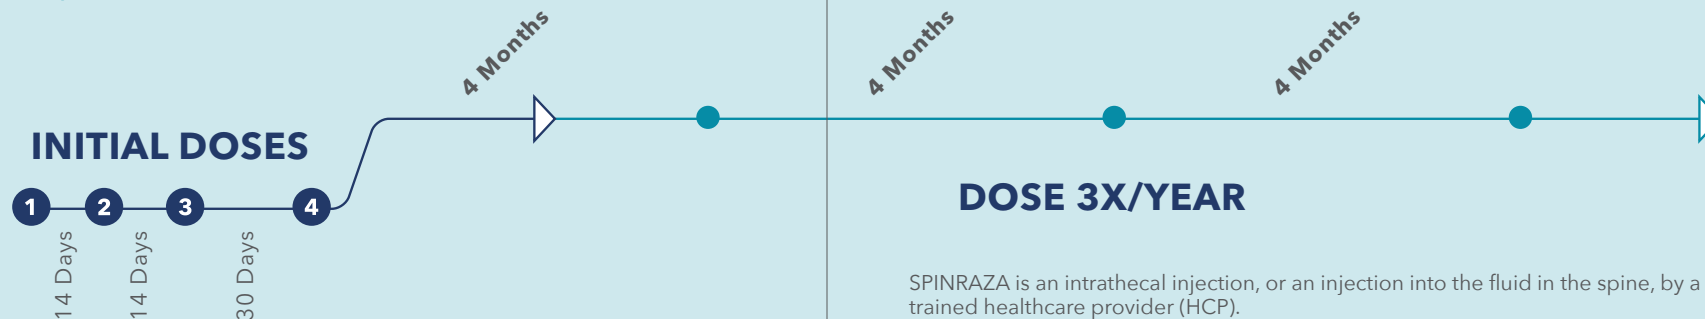 4 Months
4 Months
4 Months
INITIAL DOSES
1 2 3 4
DOSE 3X/YEAR
14 Days
14 Days
30 Days
SPINRAZA is an intrathecal injection, or an injection into the fluid in the spine, by a
trained healthcare provider (HCP).